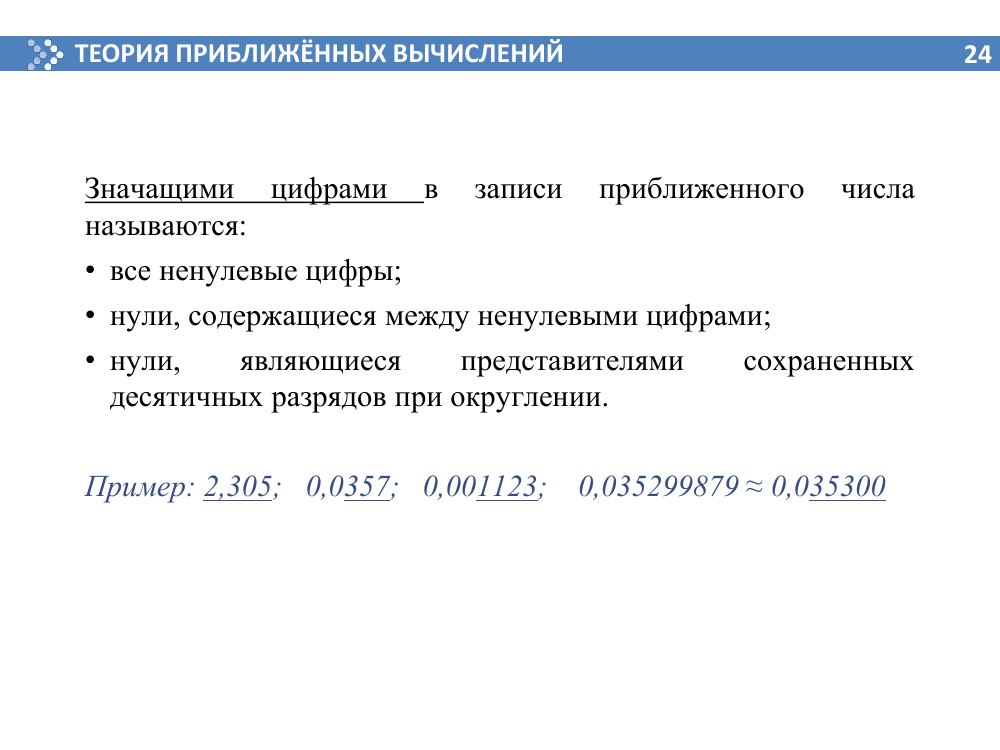 ТЕОРИЯ ПРИБЛИЖЁННЫХ ВЫЧИСЛЕНИЙ 24
Значащими цифрами в записи приближенного числа
называются:
• все ненулевые цифры;
• нули, содержащиеся между ненулевыми цифрами;
• нули, являющиеся представителями сохраненных
десятичных разрядов при округлении.
Пример: 2,305; 0,0357; 0,001123; 0,035299879 ≈ 0,035300